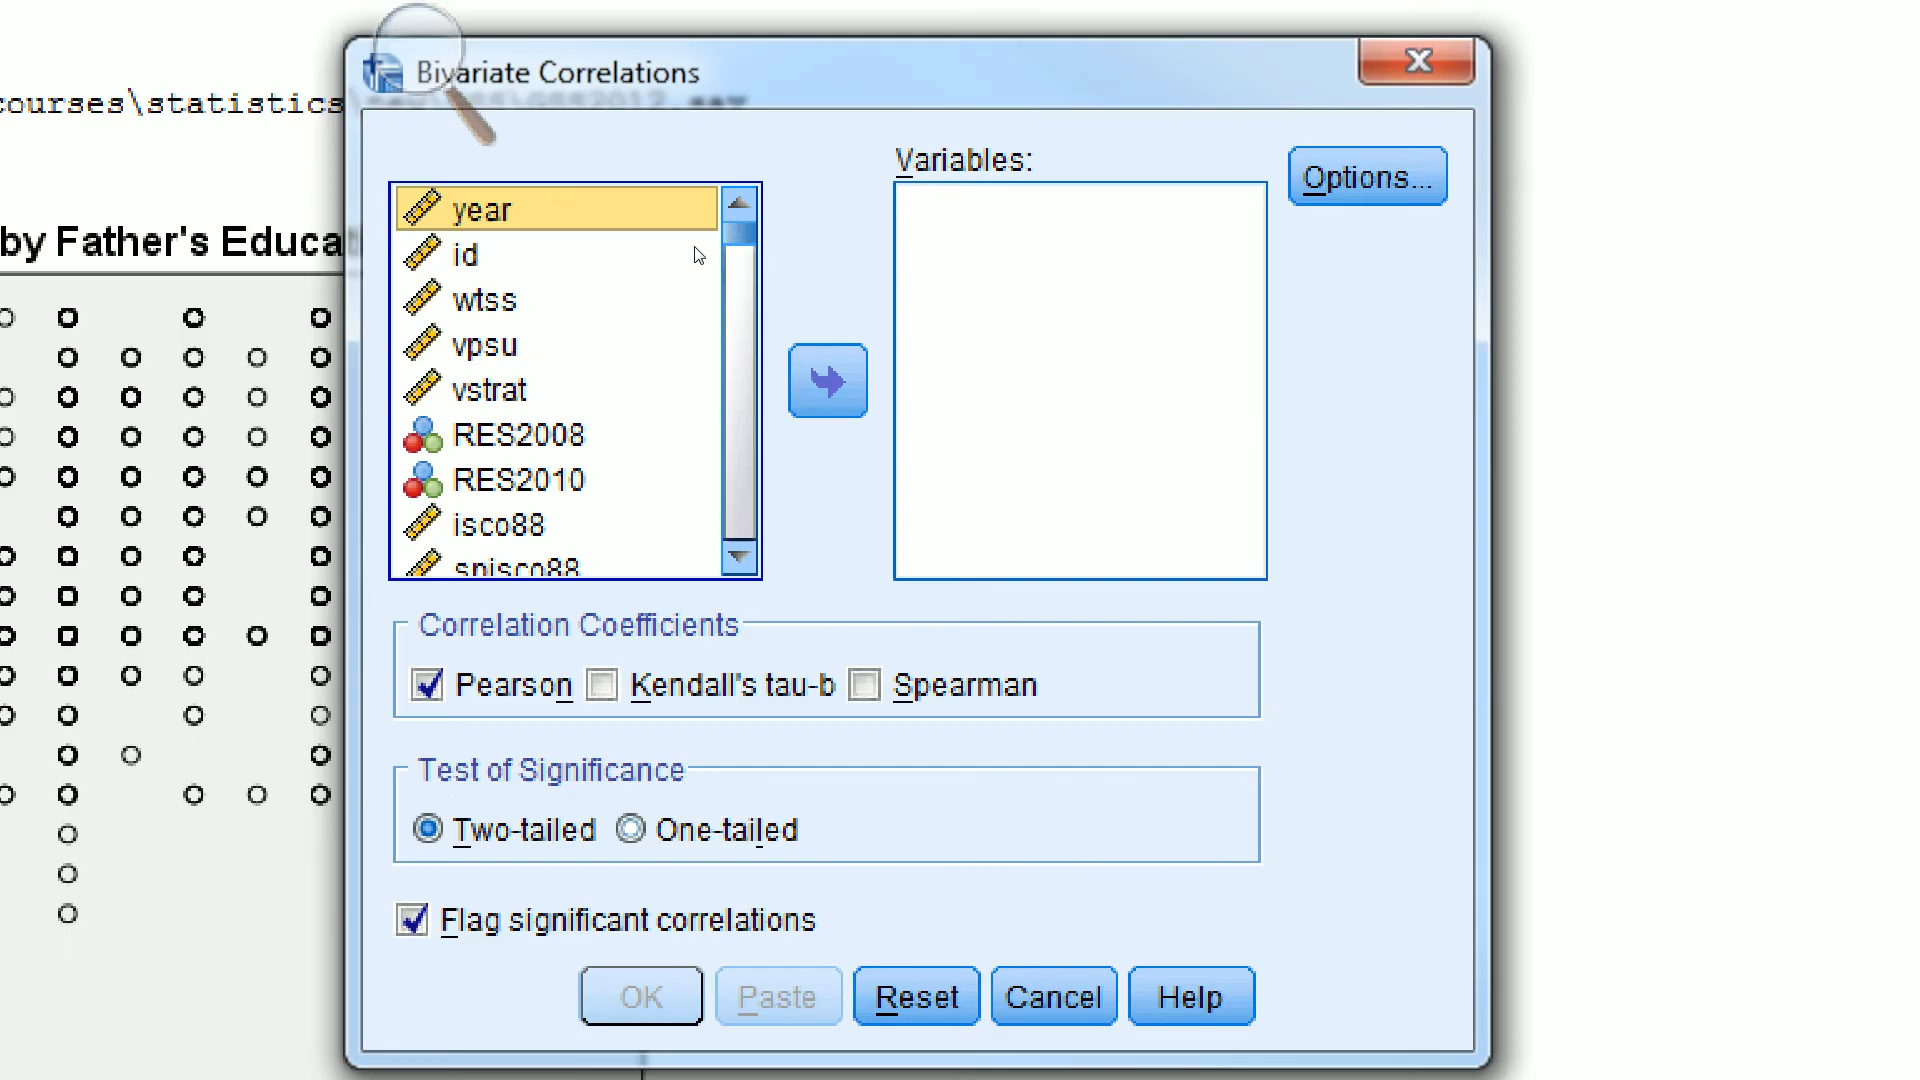 Bivariate Correlations
courses\statistics
Variables:
Options...
year
id
wtss
vpsu
vstrat
RES2008
RES2010
isco88
spisco88
by Father's Educa
Correlation Coefficients
Pearson Kendall's tau-b Spearman
Test of Significance
Two-tailed One-tailed
Flag significant correlations
OK Paste Reset Cancel Help